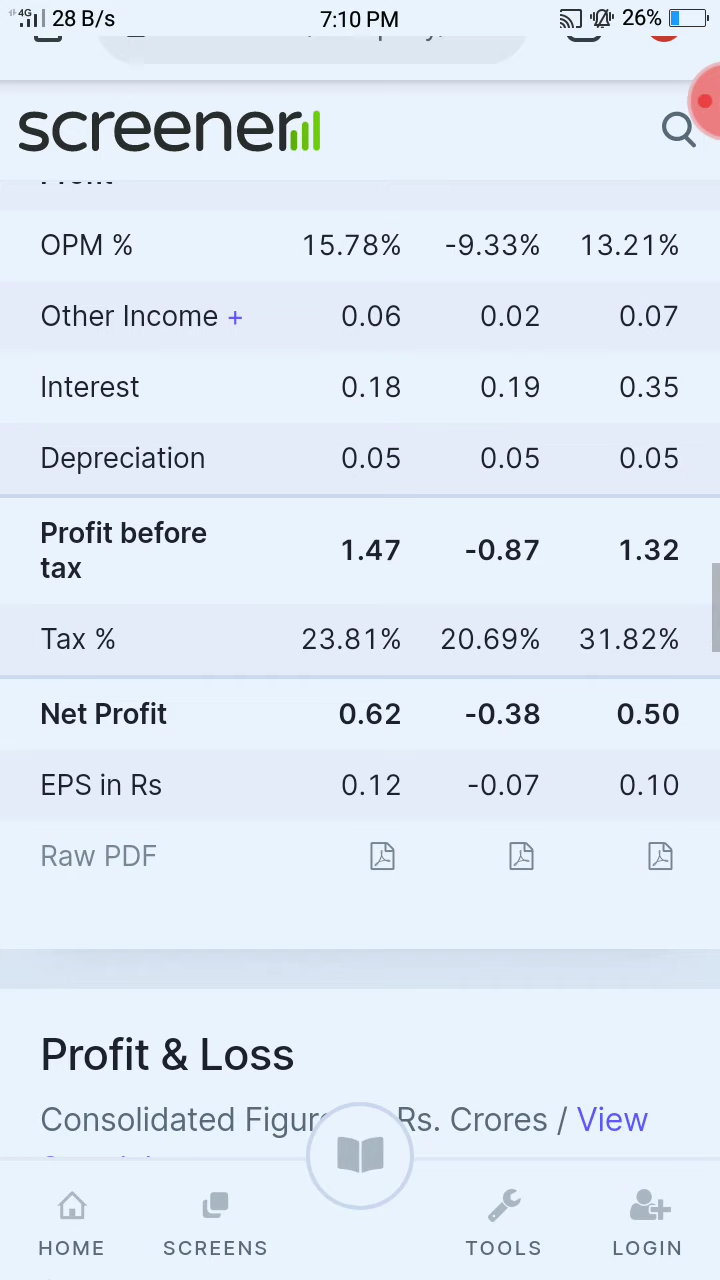 4G 28 B/s 7:10 PM 26%
screener
Profit
OPM % 15.78% -9.33% 13.21%
Other Income + 0.06 0.02 0.07
Interest 0.18 0.19 0.35
Depreciation 0.05 0.05 0.05
Profit before
tax 1.47 -0.87 1.32
Tax % 23.81% 20.69% 31.82%
Net Profit 0.62 -0.38 0.50
EPS in Rs 0.12 -0.07 0.10
Raw PDF
Profit & Loss
Consolidated Rs. Crores / View
HOME SCREENS TOOLS LOGIN